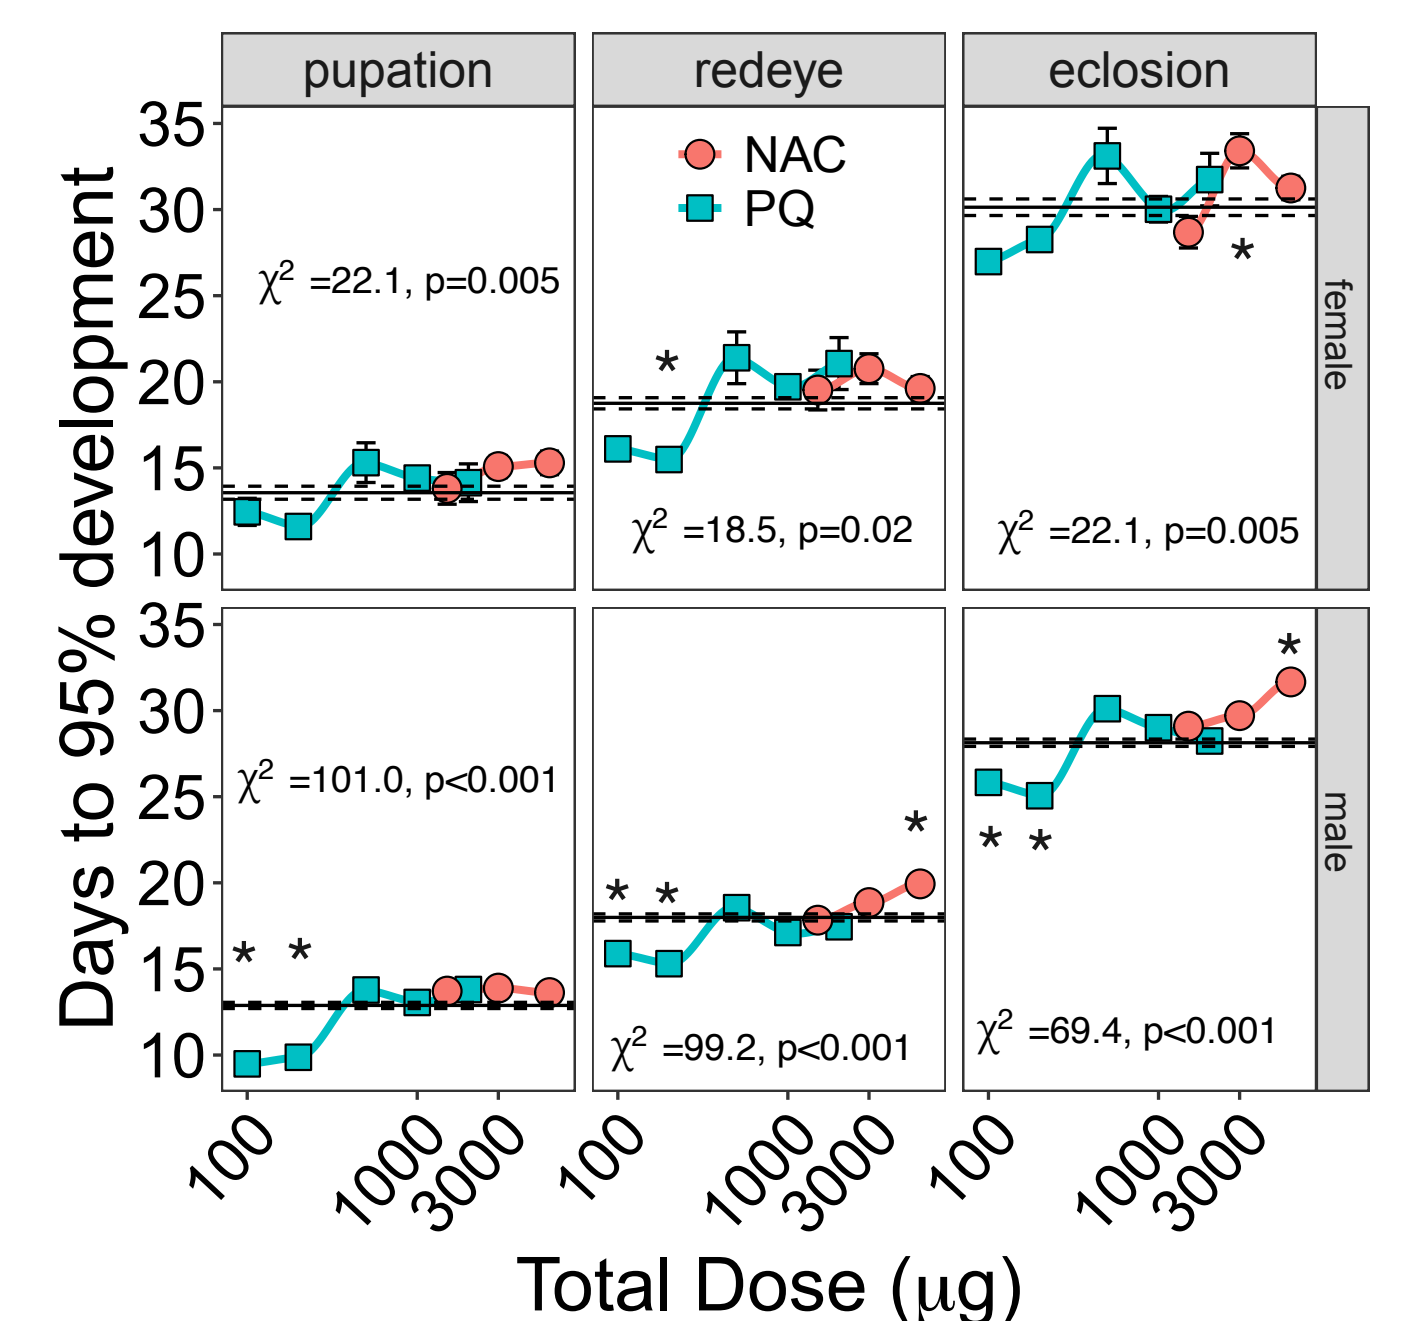 pupation redeye eclosion
Days to 95% development
35
30
25
20
15
10
χ² =22.1, p=0.005
NAC
PQ
*
χ² =18.5, p=0.02
*
χ² =22.1, p=0.005
female
35
30
25
20
15
10
χ² =101.0, p<0.001
* *
* * *
χ² =99.2, p<0.001
*
* *
χ² =69.4, p<0.001
male
100 1000 3000 100 1000 3000 100 1000 3000
Total Dose (μg)